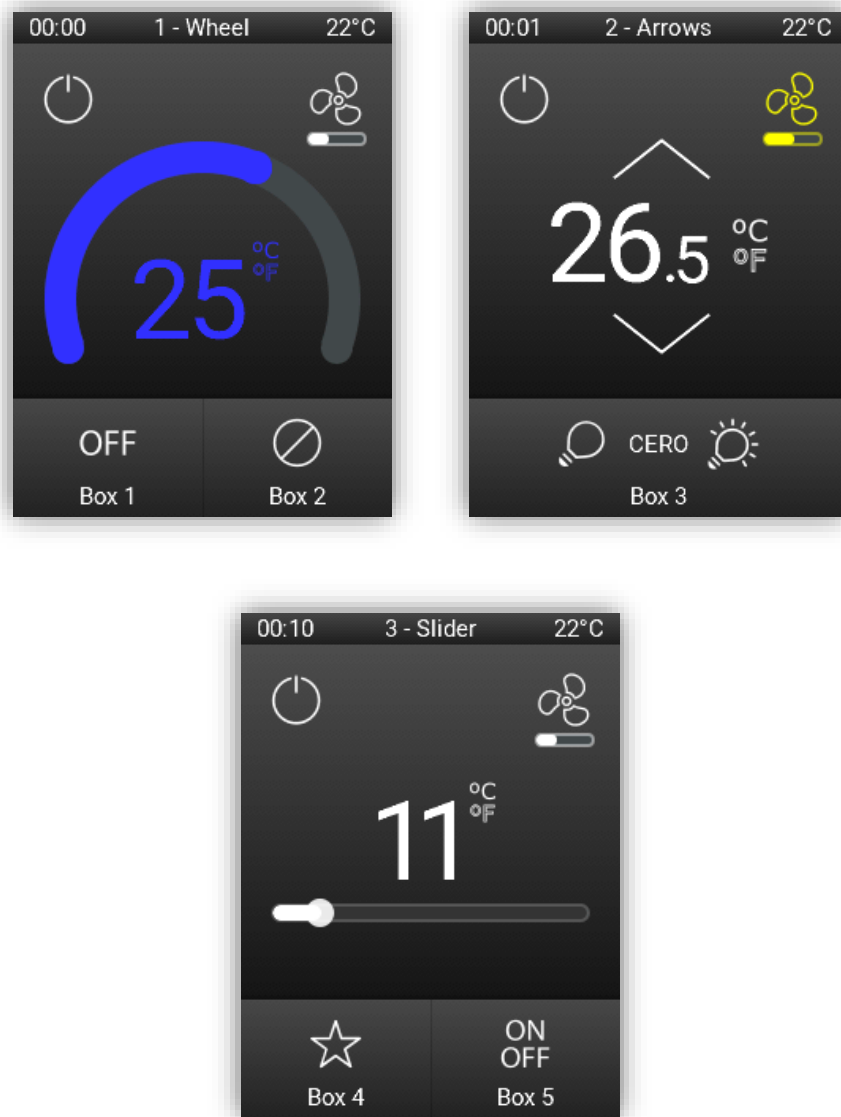 00:00 1 - Wheel 22°C
25 °C
°F
OFF
Box 1 Box 2
00:01 2 - Arrows 22°C
26.5 °C
°F
CERO
Box 3
00:10 3 - Slider 22°C
11 °C
°F
ON
OFF
Box 4 Box 5